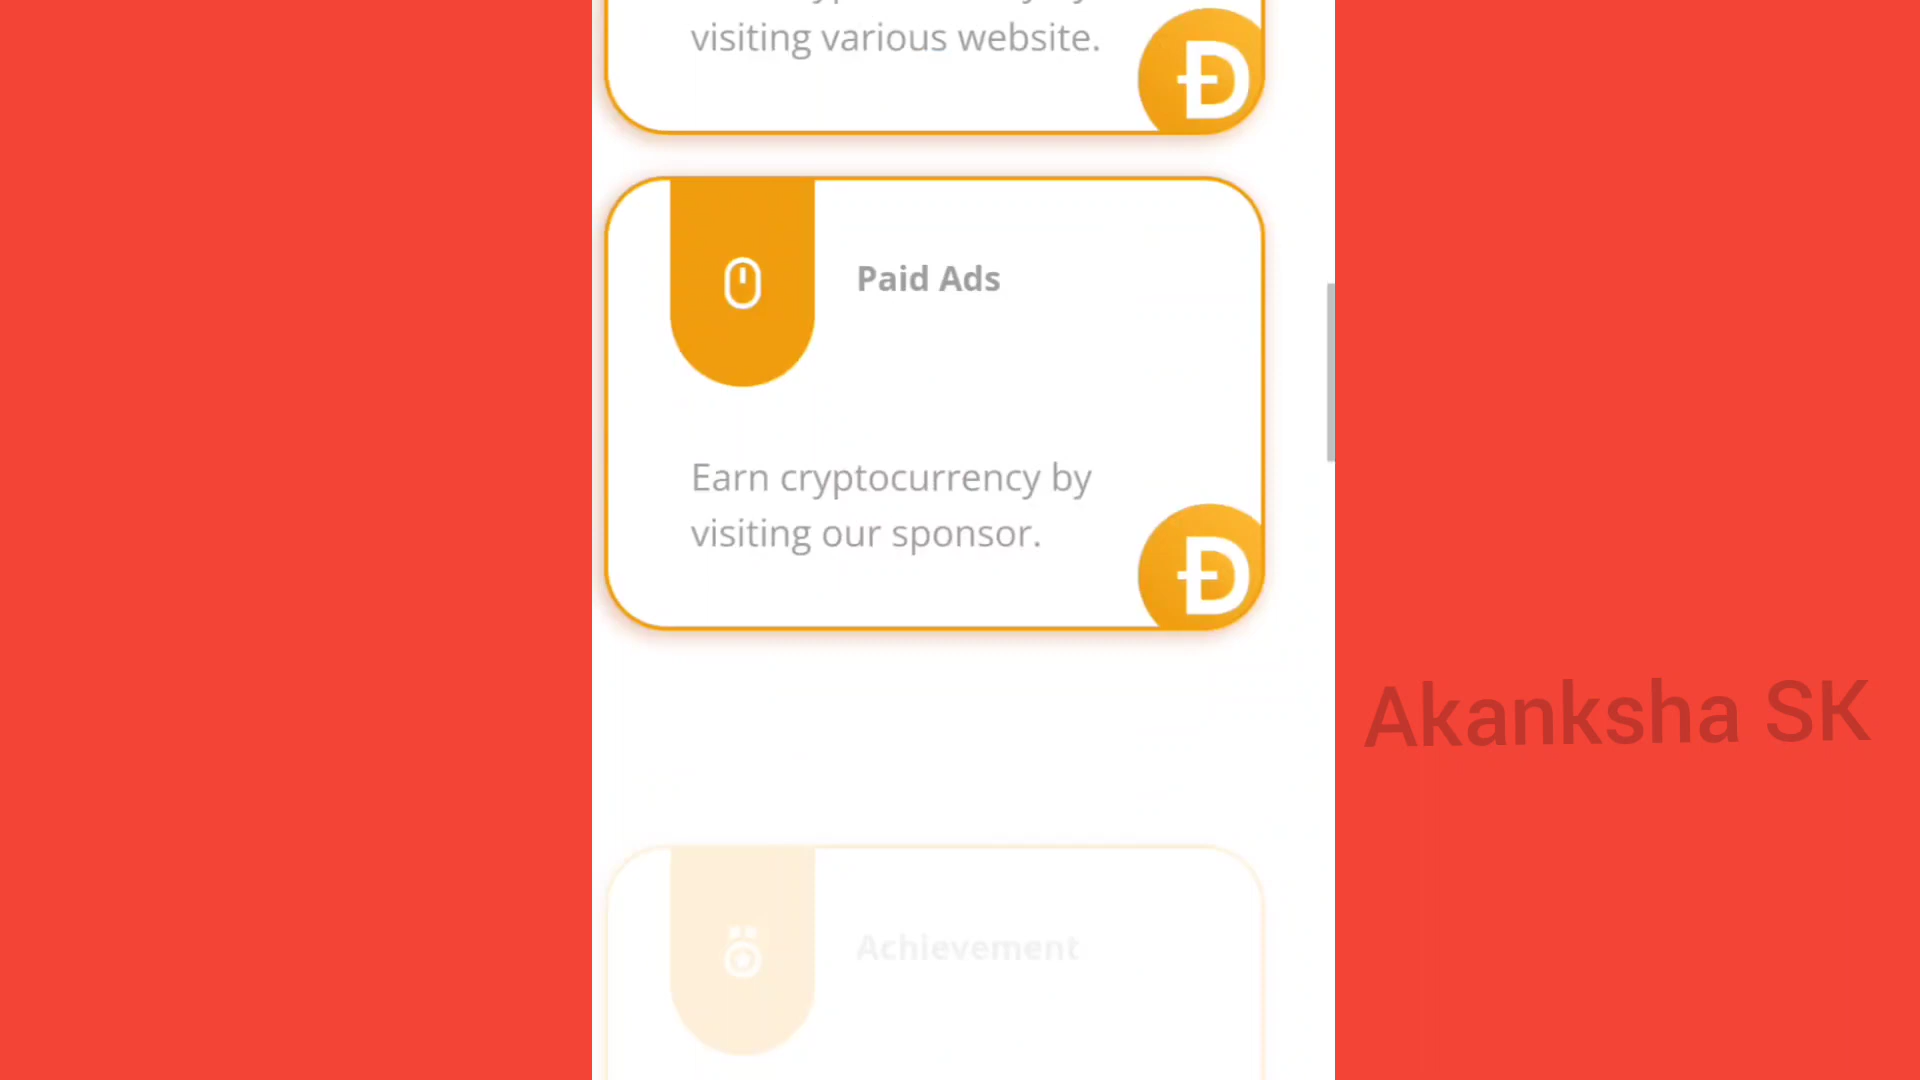 visiting various website.
Paid Ads
Earn cryptocurrency by
visiting our sponsor.
Akanksha SK
Achievement